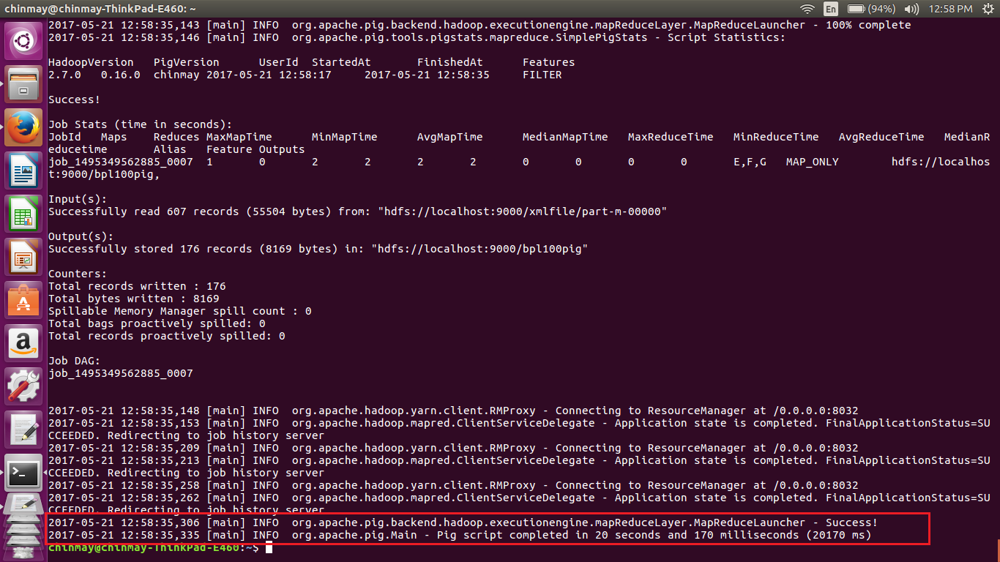 chinmay@chinmay-ThinkPad-E460: ~
En (94%) 12:58 PM
2017-05-21 12:58:35,143 [main] INFO  org.apache.pig.backend.hadoop.executionengine.mapReduceLayer.MapReduceLauncher - 100% complete
2017-05-21 12:58:35,146 [main] INFO  org.apache.pig.tools.pigstats.mapreduce.SimplePigStats - Script Statistics:
HadoopVersion PigVersion UserId StartedAt FinishedAt Features
2.7.0 0.16.0 chinmay 2017-05-21 12:58:17 2017-05-21 12:58:35 FILTER
Success!
Job Stats (time in seconds):
JobId Maps Reduces MaxMapTime MinMapTime AvgMapTime MedianMapTime MaxReduceTime MinReduceTime AvgReduceTime MedianR
educetime Alias Feature Outputs
job_1495349562885_0007 1 0 2 2 2 2 0 0 0 0 E,F,G MAP_ONLY hdfs://localhos
t:9000/bpl100pig,
Input(s):
Successfully read 607 records (55504 bytes) from: "hdfs://localhost:9000/xmlfile/part-m-00000"
Output(s):
Successfully stored 176 records (8169 bytes) in: "hdfs://localhost:9000/bpl100pig"
Counters:
Total records written : 176
Total bytes written : 8169
Spillable Memory Manager spill count : 0
Total bags proactively spilled: 0
Total records proactively spilled: 0
Job DAG:
job_1495349562885_0007
2017-05-21 12:58:35,148 [main] INFO  org.apache.hadoop.yarn.client.RMProxy - Connecting to ResourceManager at /0.0.0.0:8032
2017-05-21 12:58:35,153 [main] INFO  org.apache.hadoop.mapred.ClientServiceDelegate - Application state is completed. FinalApplicationStatus=SU
CCEEDED. Redirecting to job history server
2017-05-21 12:58:35,209 [main] INFO  org.apache.hadoop.yarn.client.RMProxy - Connecting to ResourceManager at /0.0.0.0:8032
2017-05-21 12:58:35,213 [main] INFO  org.apache.hadoop.mapred.ClientServiceDelegate - Application state is completed. FinalApplicationStatus=SU
CCEEDED. Redirecting to job history server
2017-05-21 12:58:35,258 [main] INFO  org.apache.hadoop.yarn.client.RMProxy - Connecting to ResourceManager at /0.0.0.0:8032
2017-05-21 12:58:35,262 [main] INFO  org.apache.hadoop.mapred.ClientServiceDelegate - Application state is completed. FinalApplicationStatus=SU
CCEEDED. Redirecting to job history server
2017-05-21 12:58:35,306 [main] INFO  org.apache.pig.backend.hadoop.executionengine.mapReduceLayer.MapReduceLauncher - Success!
2017-05-21 12:58:35,335 [main] INFO  org.apache.pig.Main - Pig script completed in 20 seconds and 170 milliseconds (20170 ms)
chinmay@chinmay-ThinkPad-E460:~$